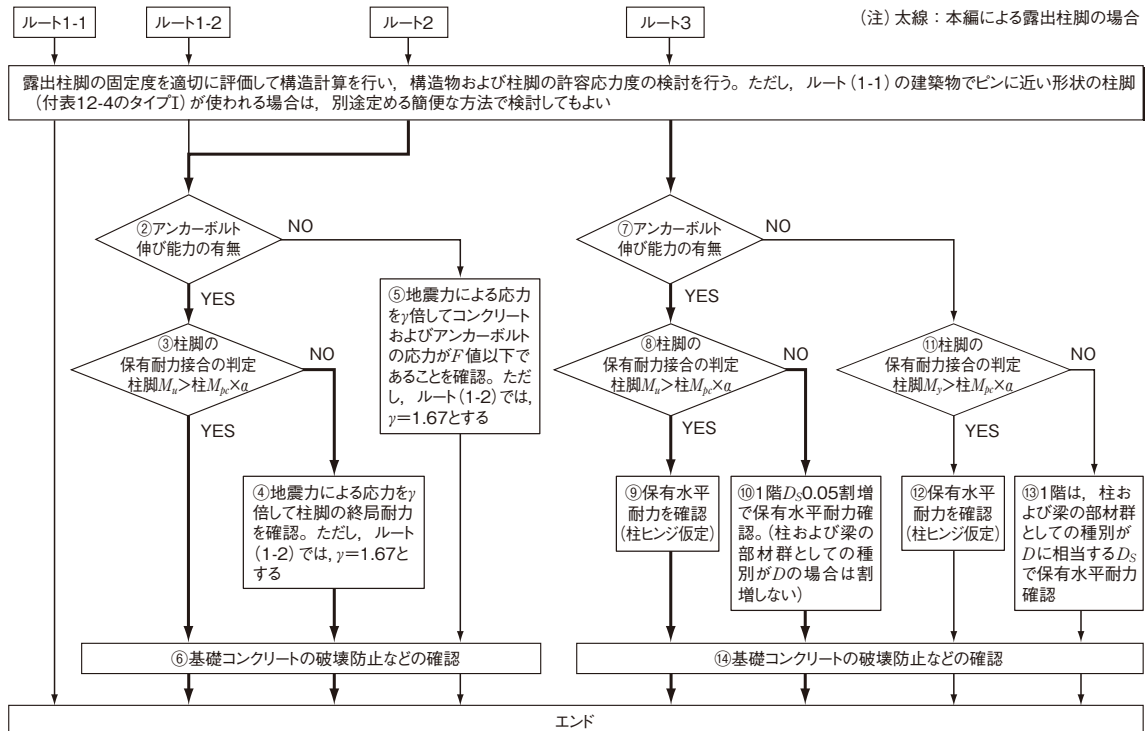 (注) 太線：本編による露出柱脚の場合
ルート1-1
ルート1-2
ルート2
ルート3
露出柱脚の固定度を適切に評価して構造計算を行い，構造物および柱脚の許容応力度の検討を行う。ただし，ルート(1-1)の建築物でピンに近い形状の柱脚
(付表12-4のタイプI)が使われる場合は，別途定める簡便な方法で検討してもよい
②アンカーボルト
伸び能力の有無
NO
YES
③柱脚の
保有耐力接合の判定
柱脚Mu>柱Mpc×α
NO
YES
④地震力による応力をγ
倍して柱脚の終局耐力
を確認。ただし，ルート
(1-2)では，γ＝1.67と
する
⑤地震力による応力
をγ倍してコンクリート
およびアンカーボルト
の応力がF値以下で
あることを確認。ただ
し，ルート(1-2)では，
γ＝1.67とする
⑥基礎コンクリートの破壊防止などの確認
⑦アンカーボルト
伸び能力の有無
NO
YES
⑧柱脚の
保有耐力接合の判定
柱脚Mu>柱Mpc×α
NO
YES
⑪柱脚の
保有耐力接合の判定
柱脚My>柱Mpc×α
NO
YES
⑨保有水平
耐力を確認
(柱ヒンジ仮定)
⑩1階DS0.05割増
で保有水平耐力確
認。(柱および梁の
部材群としての種
別がDの場合は割
増しない)
⑫保有水平
耐力を確認
(柱ヒンジ仮定)
⑬1階は，柱お
よび梁の部材群
としての種別が
Dに相当するDS
で保有水平耐力
確認
⑭基礎コンクリートの破壊防止などの確認
エンド